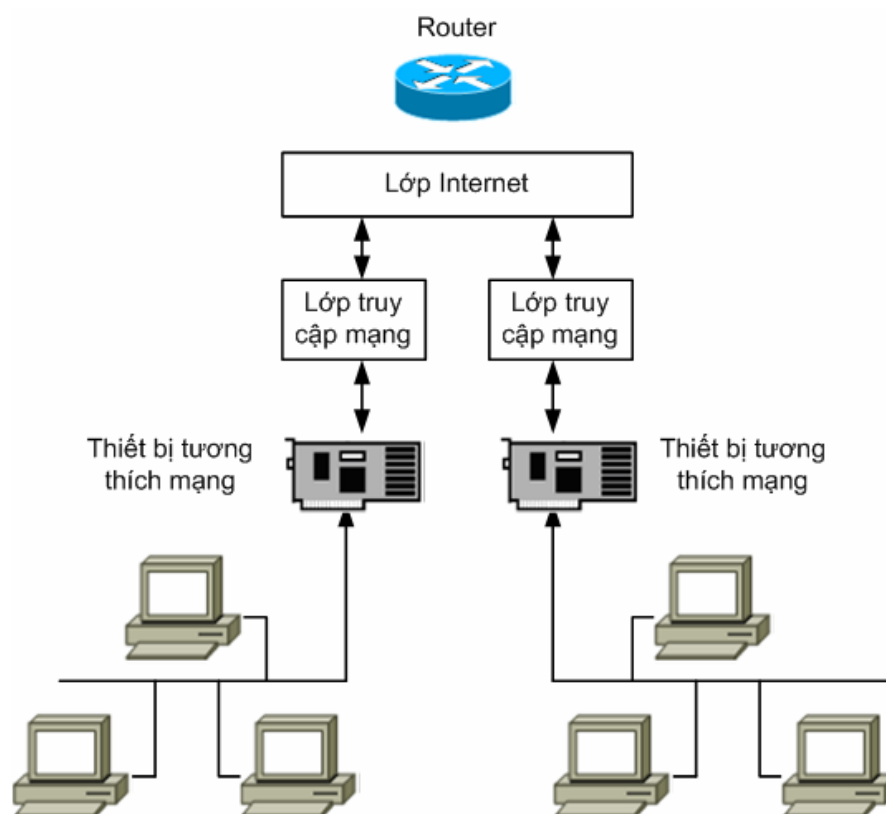 Router
Lớp Internet
Lớp truy
cập mạng
Lớp truy
cập mạng
Thiết bị tương
thích mạng
Thiết bị tương
thích mạng